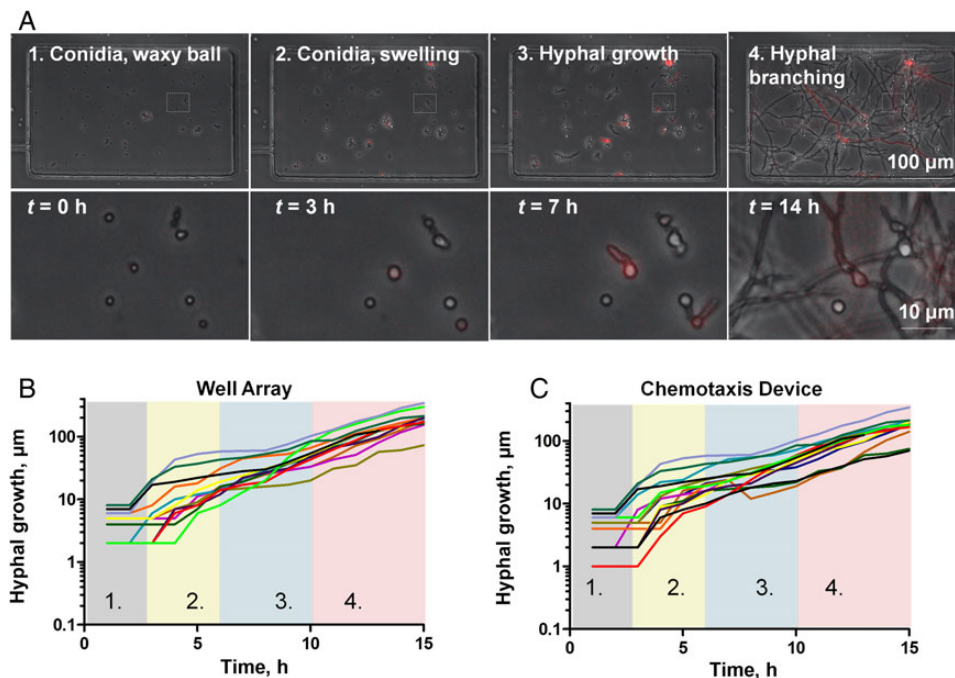 A
1. Conidia, waxy ball
2. Conidia, swelling
3. Hyphal growth
4. Hyphal
branching
100 µm
t = 0 h
t = 3 h
t = 7 h
t = 14 h
10 µm
B
Well Array
Hyphal growth, µm
100
10
1
0.1
1.
2.
3.
4.
0
5
10
15
Time, h
C
Chemotaxis Device
Hyphal growth, µm
100
10
1
0.1
1.
2.
3.
4.
0
5
10
15
Time, h